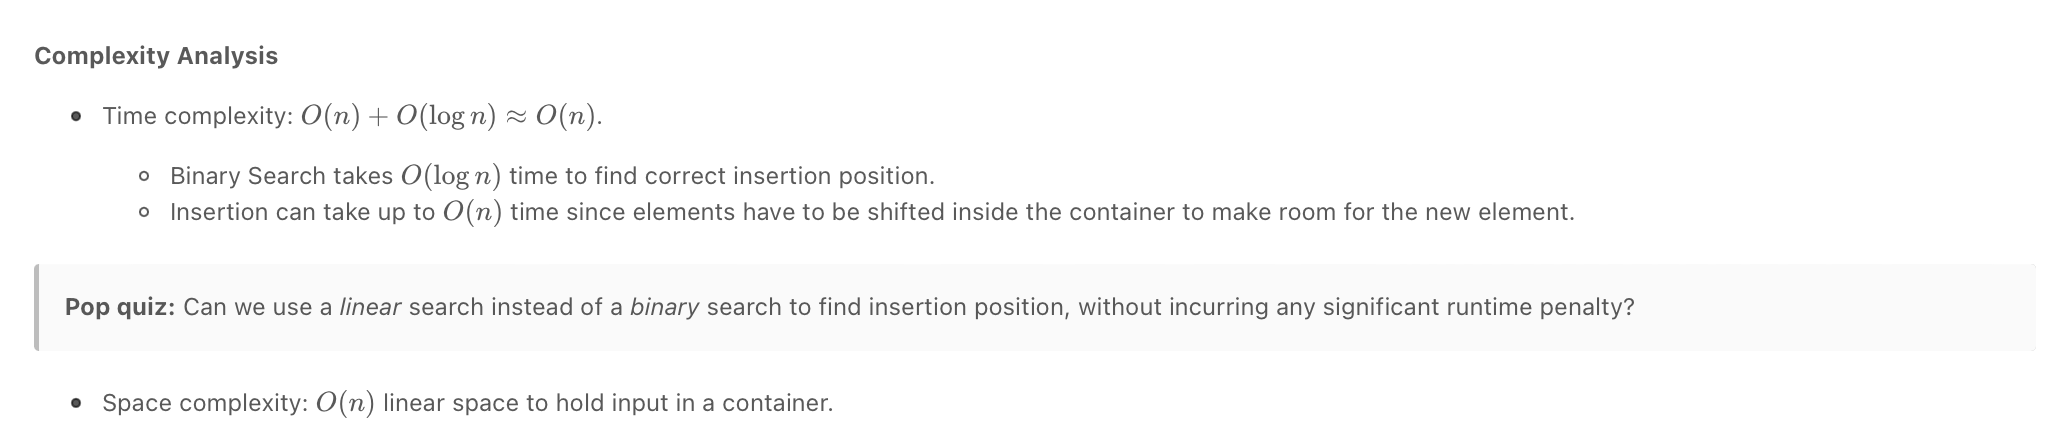 Complexity Analysis
• Time complexity: O(n) + O(log n) ≈ O(n).
◦ Binary Search takes O(log n) time to find correct insertion position.
◦ Insertion can take up to O(n) time since elements have to be shifted inside the container to make room for the new element.
Pop quiz: Can we use a linear search instead of a binary search to find insertion position, without incurring any significant runtime penalty?
• Space complexity: O(n) linear space to hold input in a container.